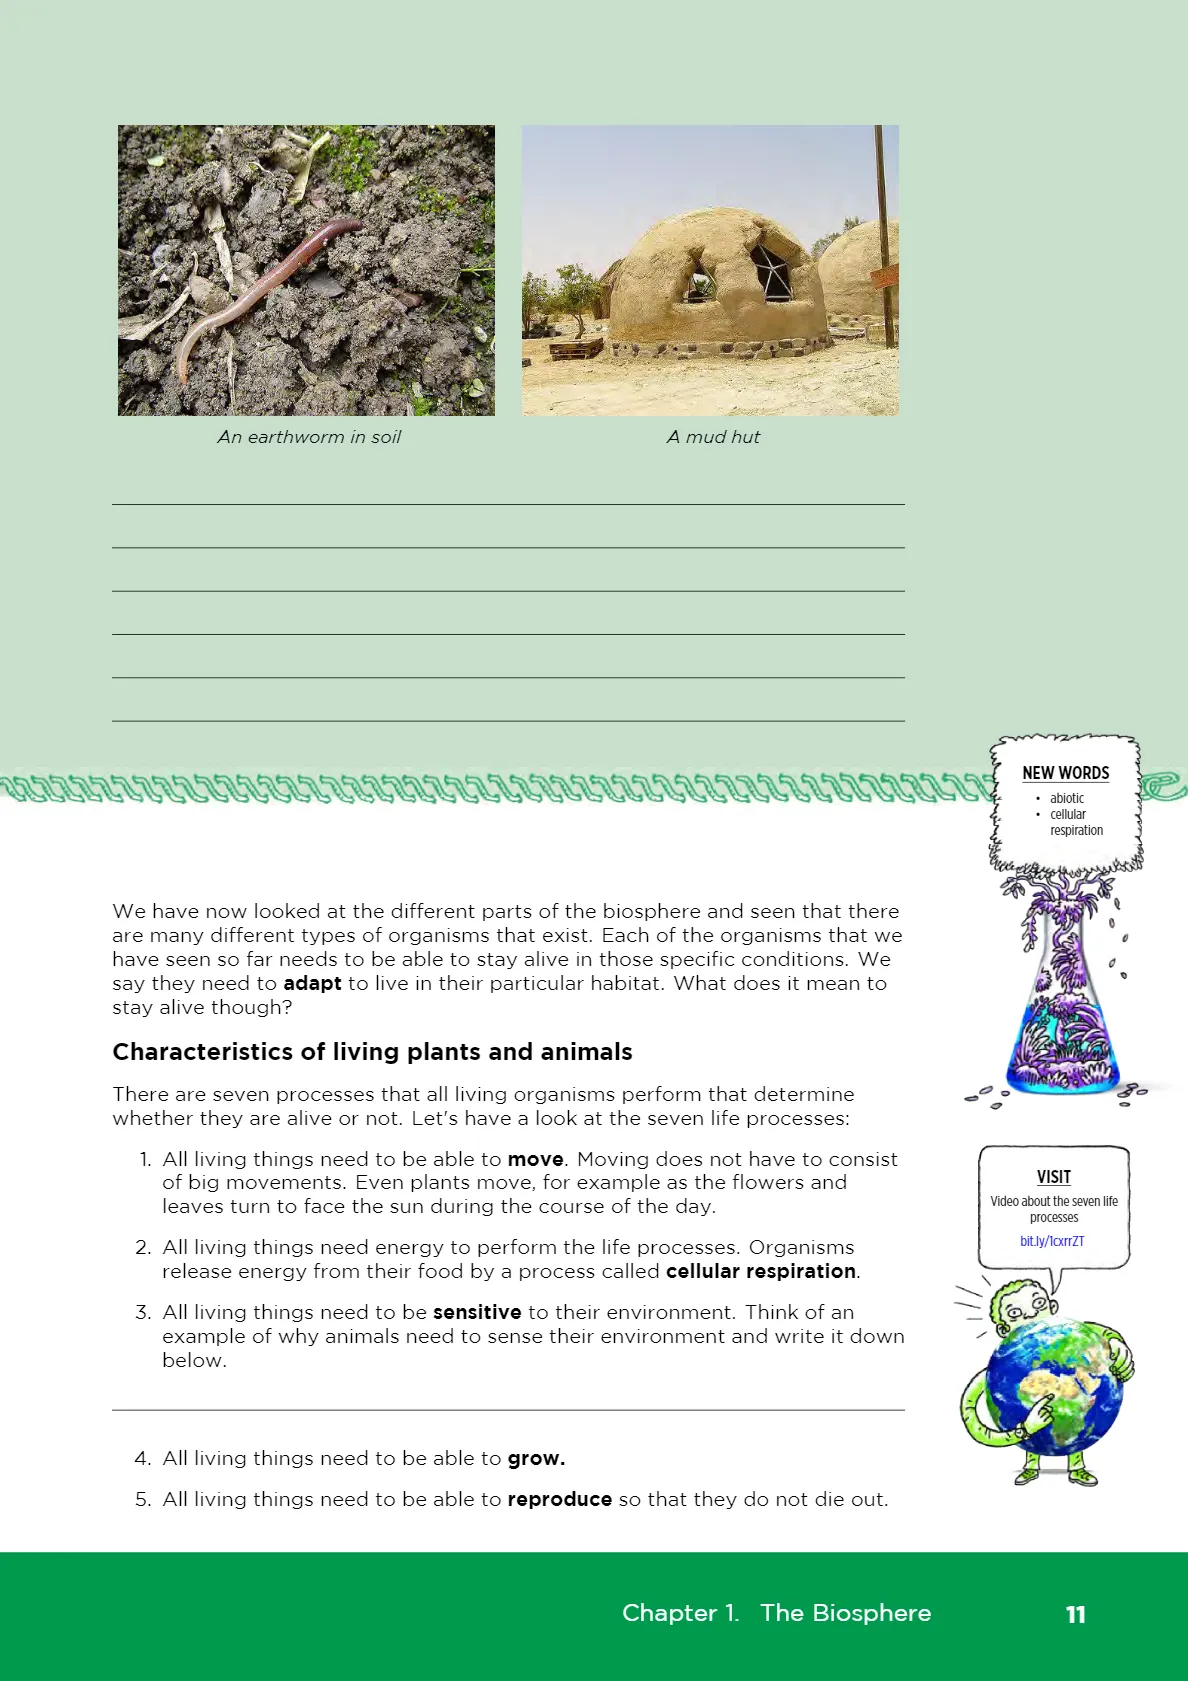 An earthworm in soil
A mud hut
NEW WORDS
• abiotic
• cellular
respiration
We have now looked at the different parts of the biosphere and seen that there
are many different types of organisms that exist. Each of the organisms that we
have seen so far needs to be able to stay alive in those specific conditions. We
say they need to adapt to live in their particular habitat. What does it mean to
stay alive though?
Characteristics of living plants and animals
There are seven processes that all living organisms perform that determine
whether they are alive or not. Let's have a look at the seven life processes:
1. All living things need to be able to move. Moving does not have to consist
of big movements. Even plants move, for example as the flowers and
leaves turn to face the sun during the course of the day.
2. All living things need energy to perform the life processes. Organisms
release energy from their food by a process called cellular respiration.
3. All living things need to be sensitive to their environment. Think of an
example of why animals need to sense their environment and write it down
below.
VISIT
Video about the seven life
processes
bit.ly/1cxrrZT
4. All living things need to be able to grow.
5. All living things need to be able to reproduce so that they do not die out.
Chapter 1. The Biosphere
11